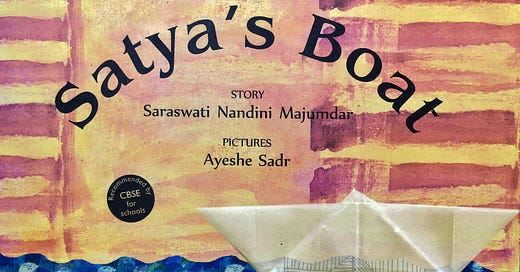 Satya's Boat
STORY
Saraswati Nandini Majumdar
PICTURES
Ayeshe Sadr
Recommended by
CBSE
for
schools